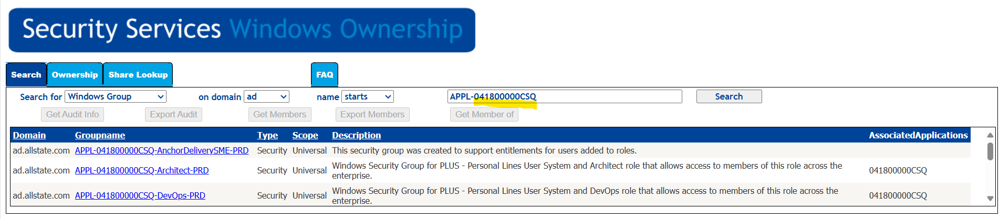 Security Services Windows Ownership
Search Ownership Share Lookup FAQ
Search for Windows Group on domain ad name starts APPL-041800000CSQ Search
Get Audit Info Export Audit Get Members Export Members Get Member of
Domain Groupname Type Scope Description AssociatedApplications
ad.allstate.com APPL-041800000CSQ-AnchorDeliverySME-PRD Security Universal This security group was created to support entitlements for users added to roles.
ad.allstate.com APPL-041800000CSQ-Architect-PRD Security Universal Windows Security Group for PLUS - Personal Lines User System and Architect role that allows access to members of this role across the
enterprise. 041800000CSQ
ad.allstate.com APPL-041800000CSQ-DevOps-PRD Security Universal Windows Security Group for PLUS - Personal Lines User System and DevOps role that allows access to members of this role across the
enterprise. 041800000CSQ